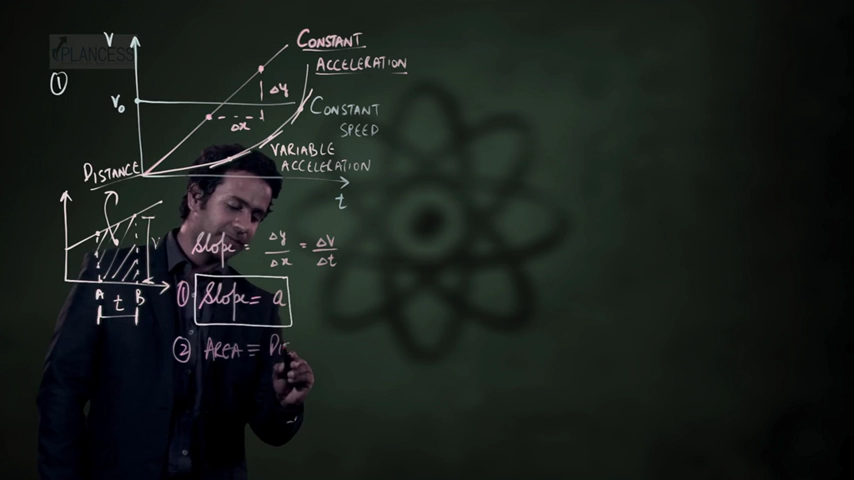 PLANCESS
V
①
CONSTANT
ACCELERATION
Δy
V₀
Δx
CONSTANT
SPEED
VARIABLE
ACCELERATION
DISTANCE
t
V
Slope = Δy/Δx = ΔV/Δt
A B
t
① Slope = a
② AREA ≡ Di